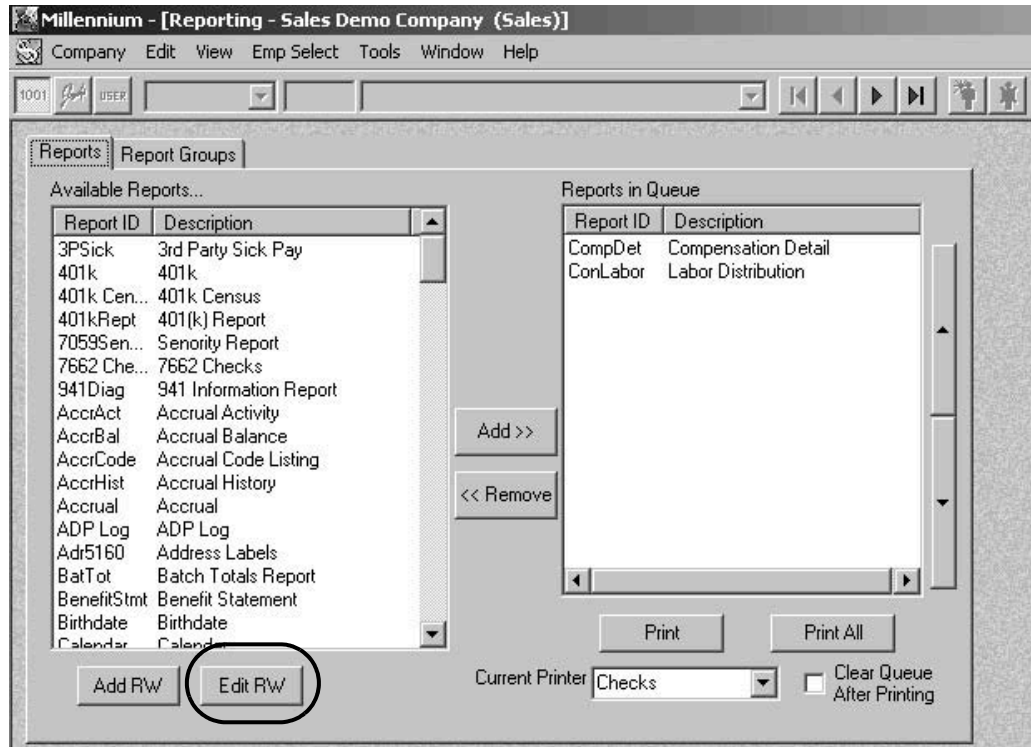 Millennium - [Reporting - Sales Demo Company (Sales)]
Company Edit View Emp Select Tools Window Help
1001 USER
Reports Report Groups
Available Reports...
Report ID Description
3PSick 3rd Party Sick Pay
401k 401k
401k Cen... 401k Census
401kRept 401(k) Report
7059Sen... Senority Report
7662 Che... 7662 Checks
941Diag 941 Information Report
AccrAct Accrual Activity
AccrBal Accrual Balance
AccrCode Accrual Code Listing
AccrHist Accrual History
Accrual Accrual
ADP Log ADP Log
Adr5160 Address Labels
BatTot Batch Totals Report
BenefitStmt Benefit Statement
Birthdate Birthdate
Calendar Calendar
Add RW Edit RW
Add >>
<< Remove
Reports in Queue
Report ID Description
CompDet Compensation Detail
ConLabor Labor Distribution
Print Print All
Current Printer Checks
Clear Queue
After Printing